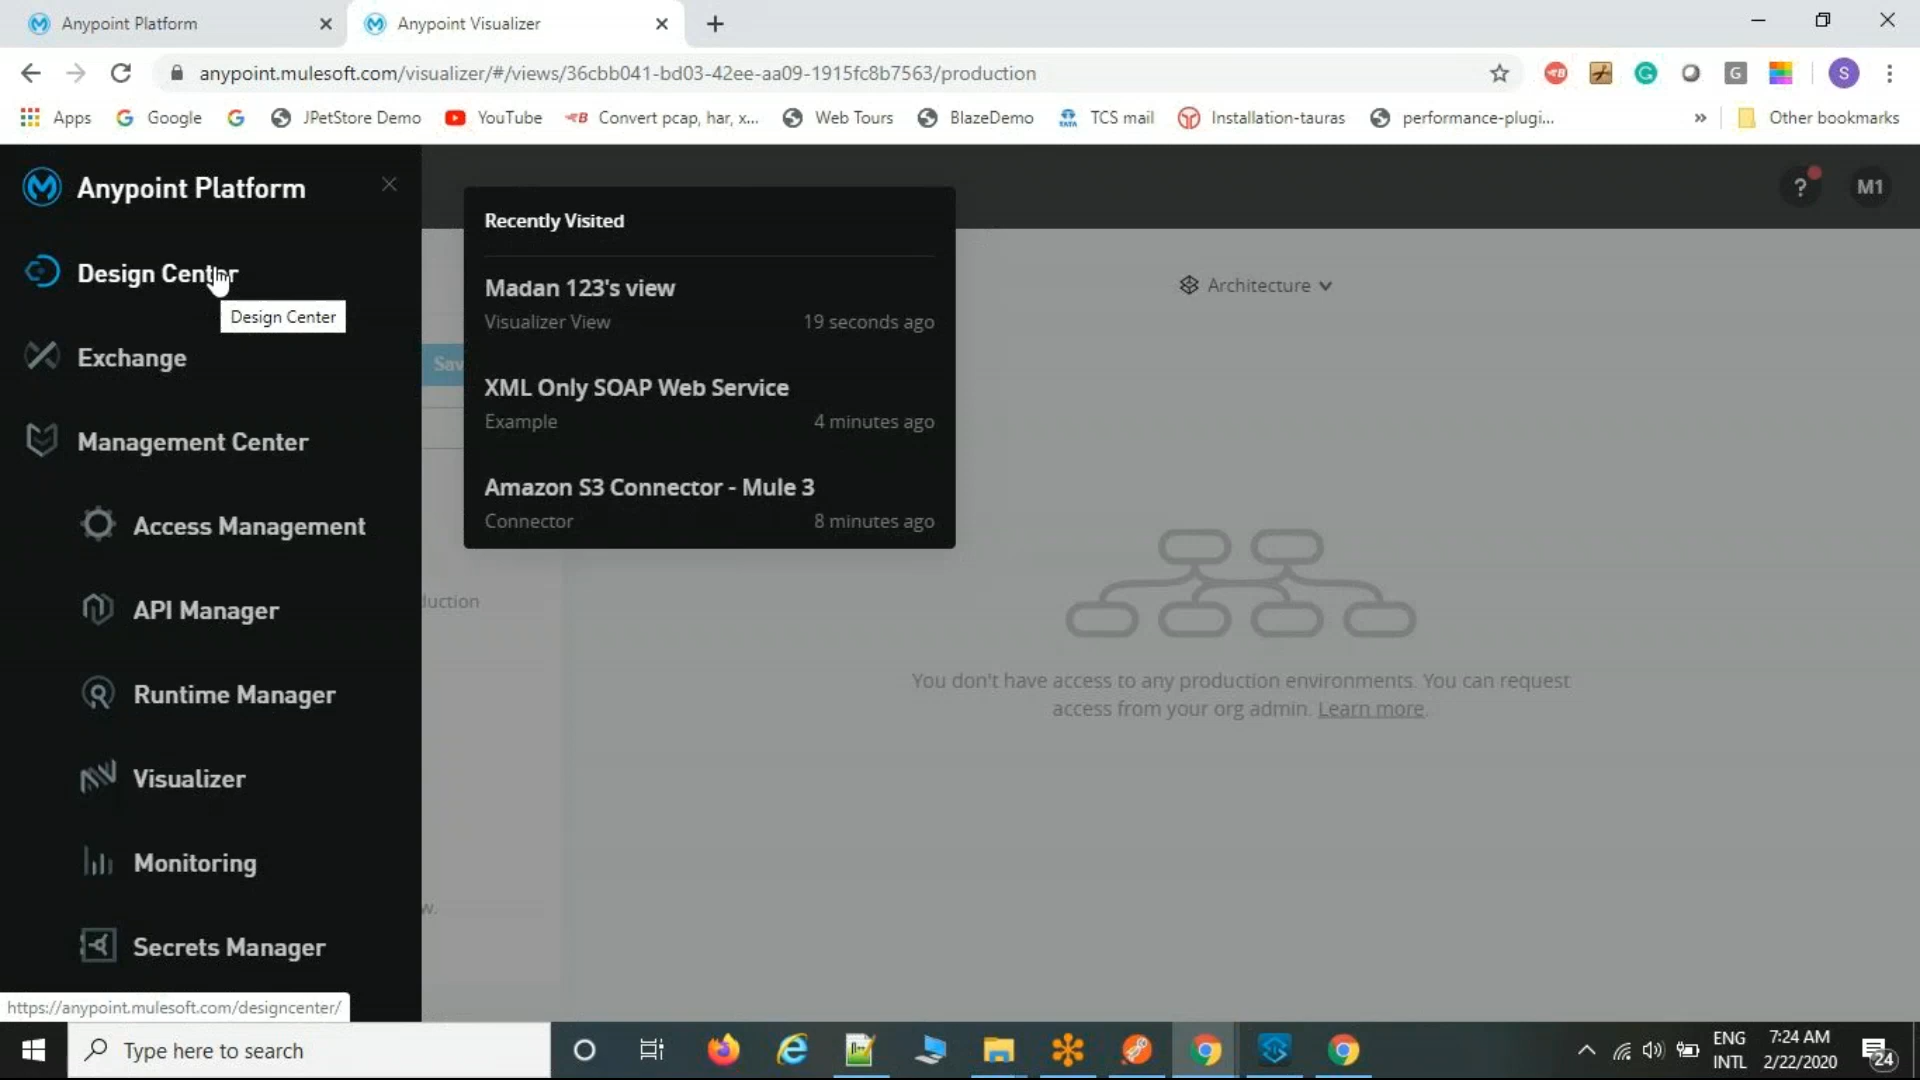 Anypoint Platform
Anypoint Visualizer
anypoint.mulesoft.com/visualizer/#/views/36cbb041-bd03-42ee-aa09-1915fc8b7563/production
G
S
Apps
Google
JPetStore Demo
YouTube
Convert pcap, har, x...
Web Tours
BlazeDemo
TCS mail
Installation-tauras
performance-plugi...
»
Other bookmarks
Anypoint Platform
?
M1
Design Center
Design Center
Exchange
Management Center
Access Management
API Manager
Runtime Manager
Visualizer
Monitoring
Secrets Manager
Recently Visited
Madan 123's view
Visualizer View
19 seconds ago
XML Only SOAP Web Service
Example
4 minutes ago
Amazon S3 Connector - Mule 3
Connector
8 minutes ago
Sav
duction
w.
Architecture
You don't have access to any production environments. You can request
access from your org admin. Learn more.
https://anypoint.mulesoft.com/designcenter/
Type here to search
ENG
INTL
7:24 AM
2/22/2020
24